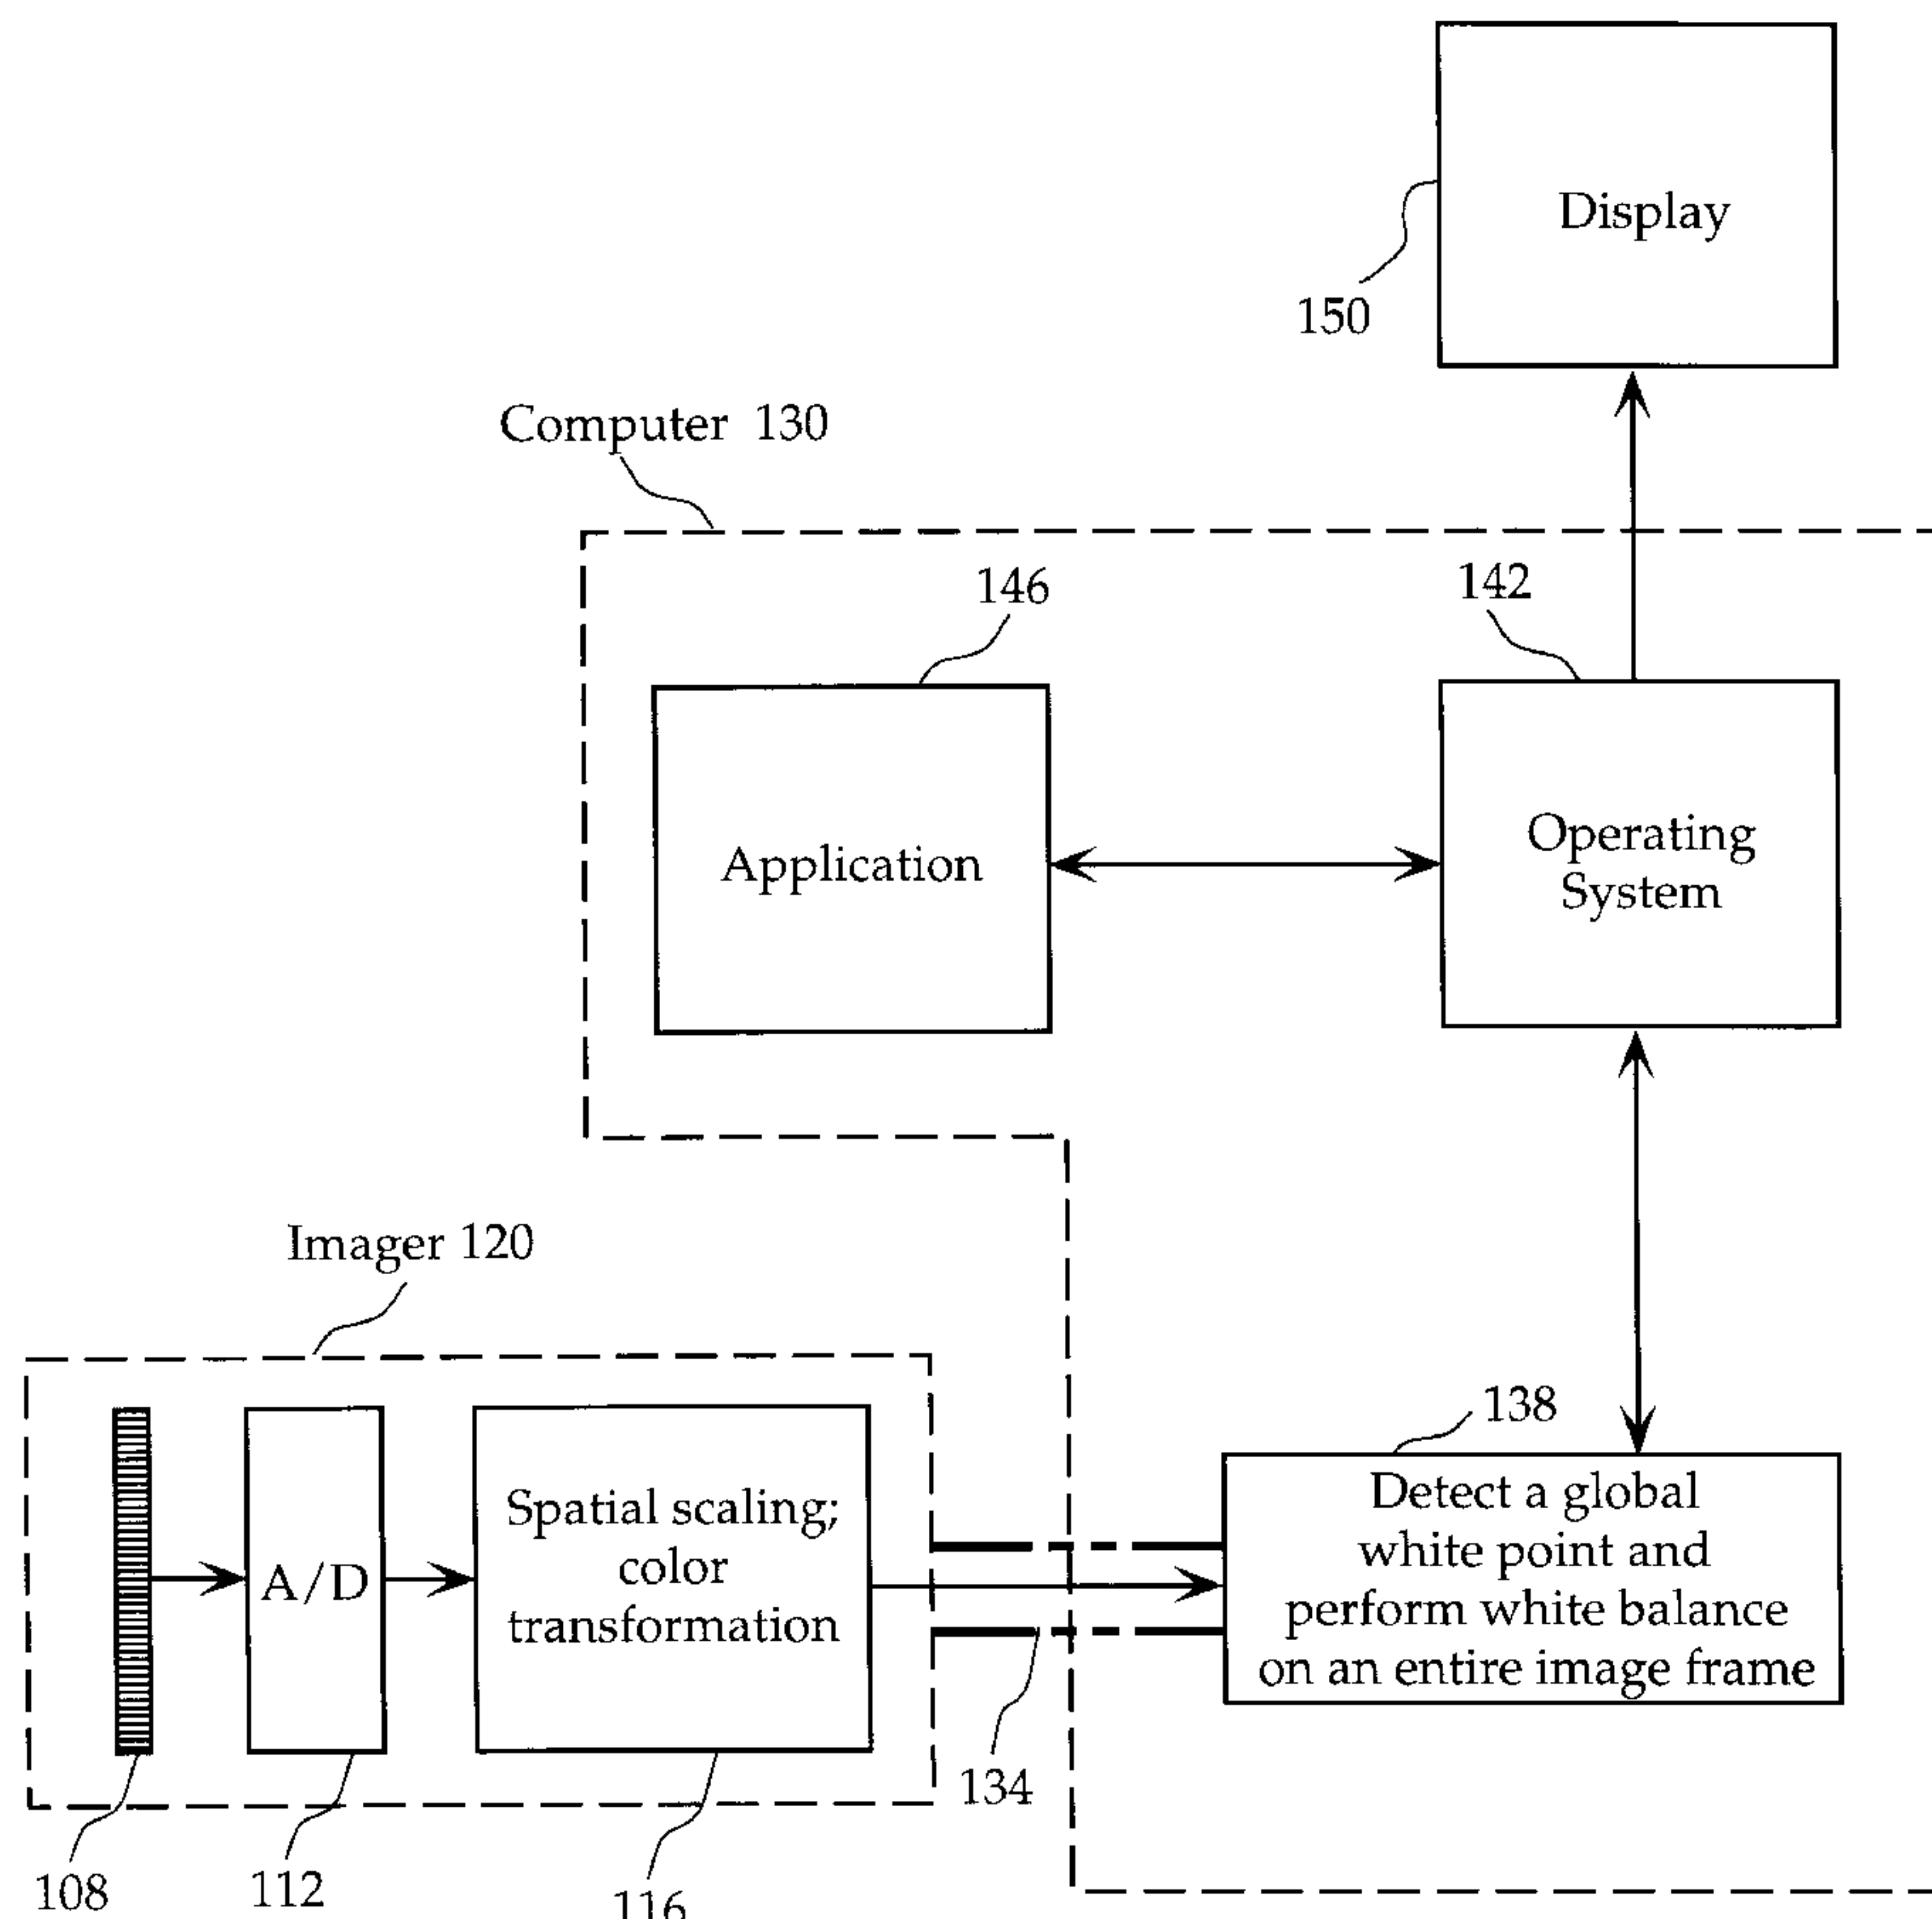 Display
150
Computer 130
146
142
Application
Operating
System
Imager 120
138
Spatial scaling;
color
transformation
A/D
Detect a global
white point and
perform white balance
on an entire image frame
134
108
112
116